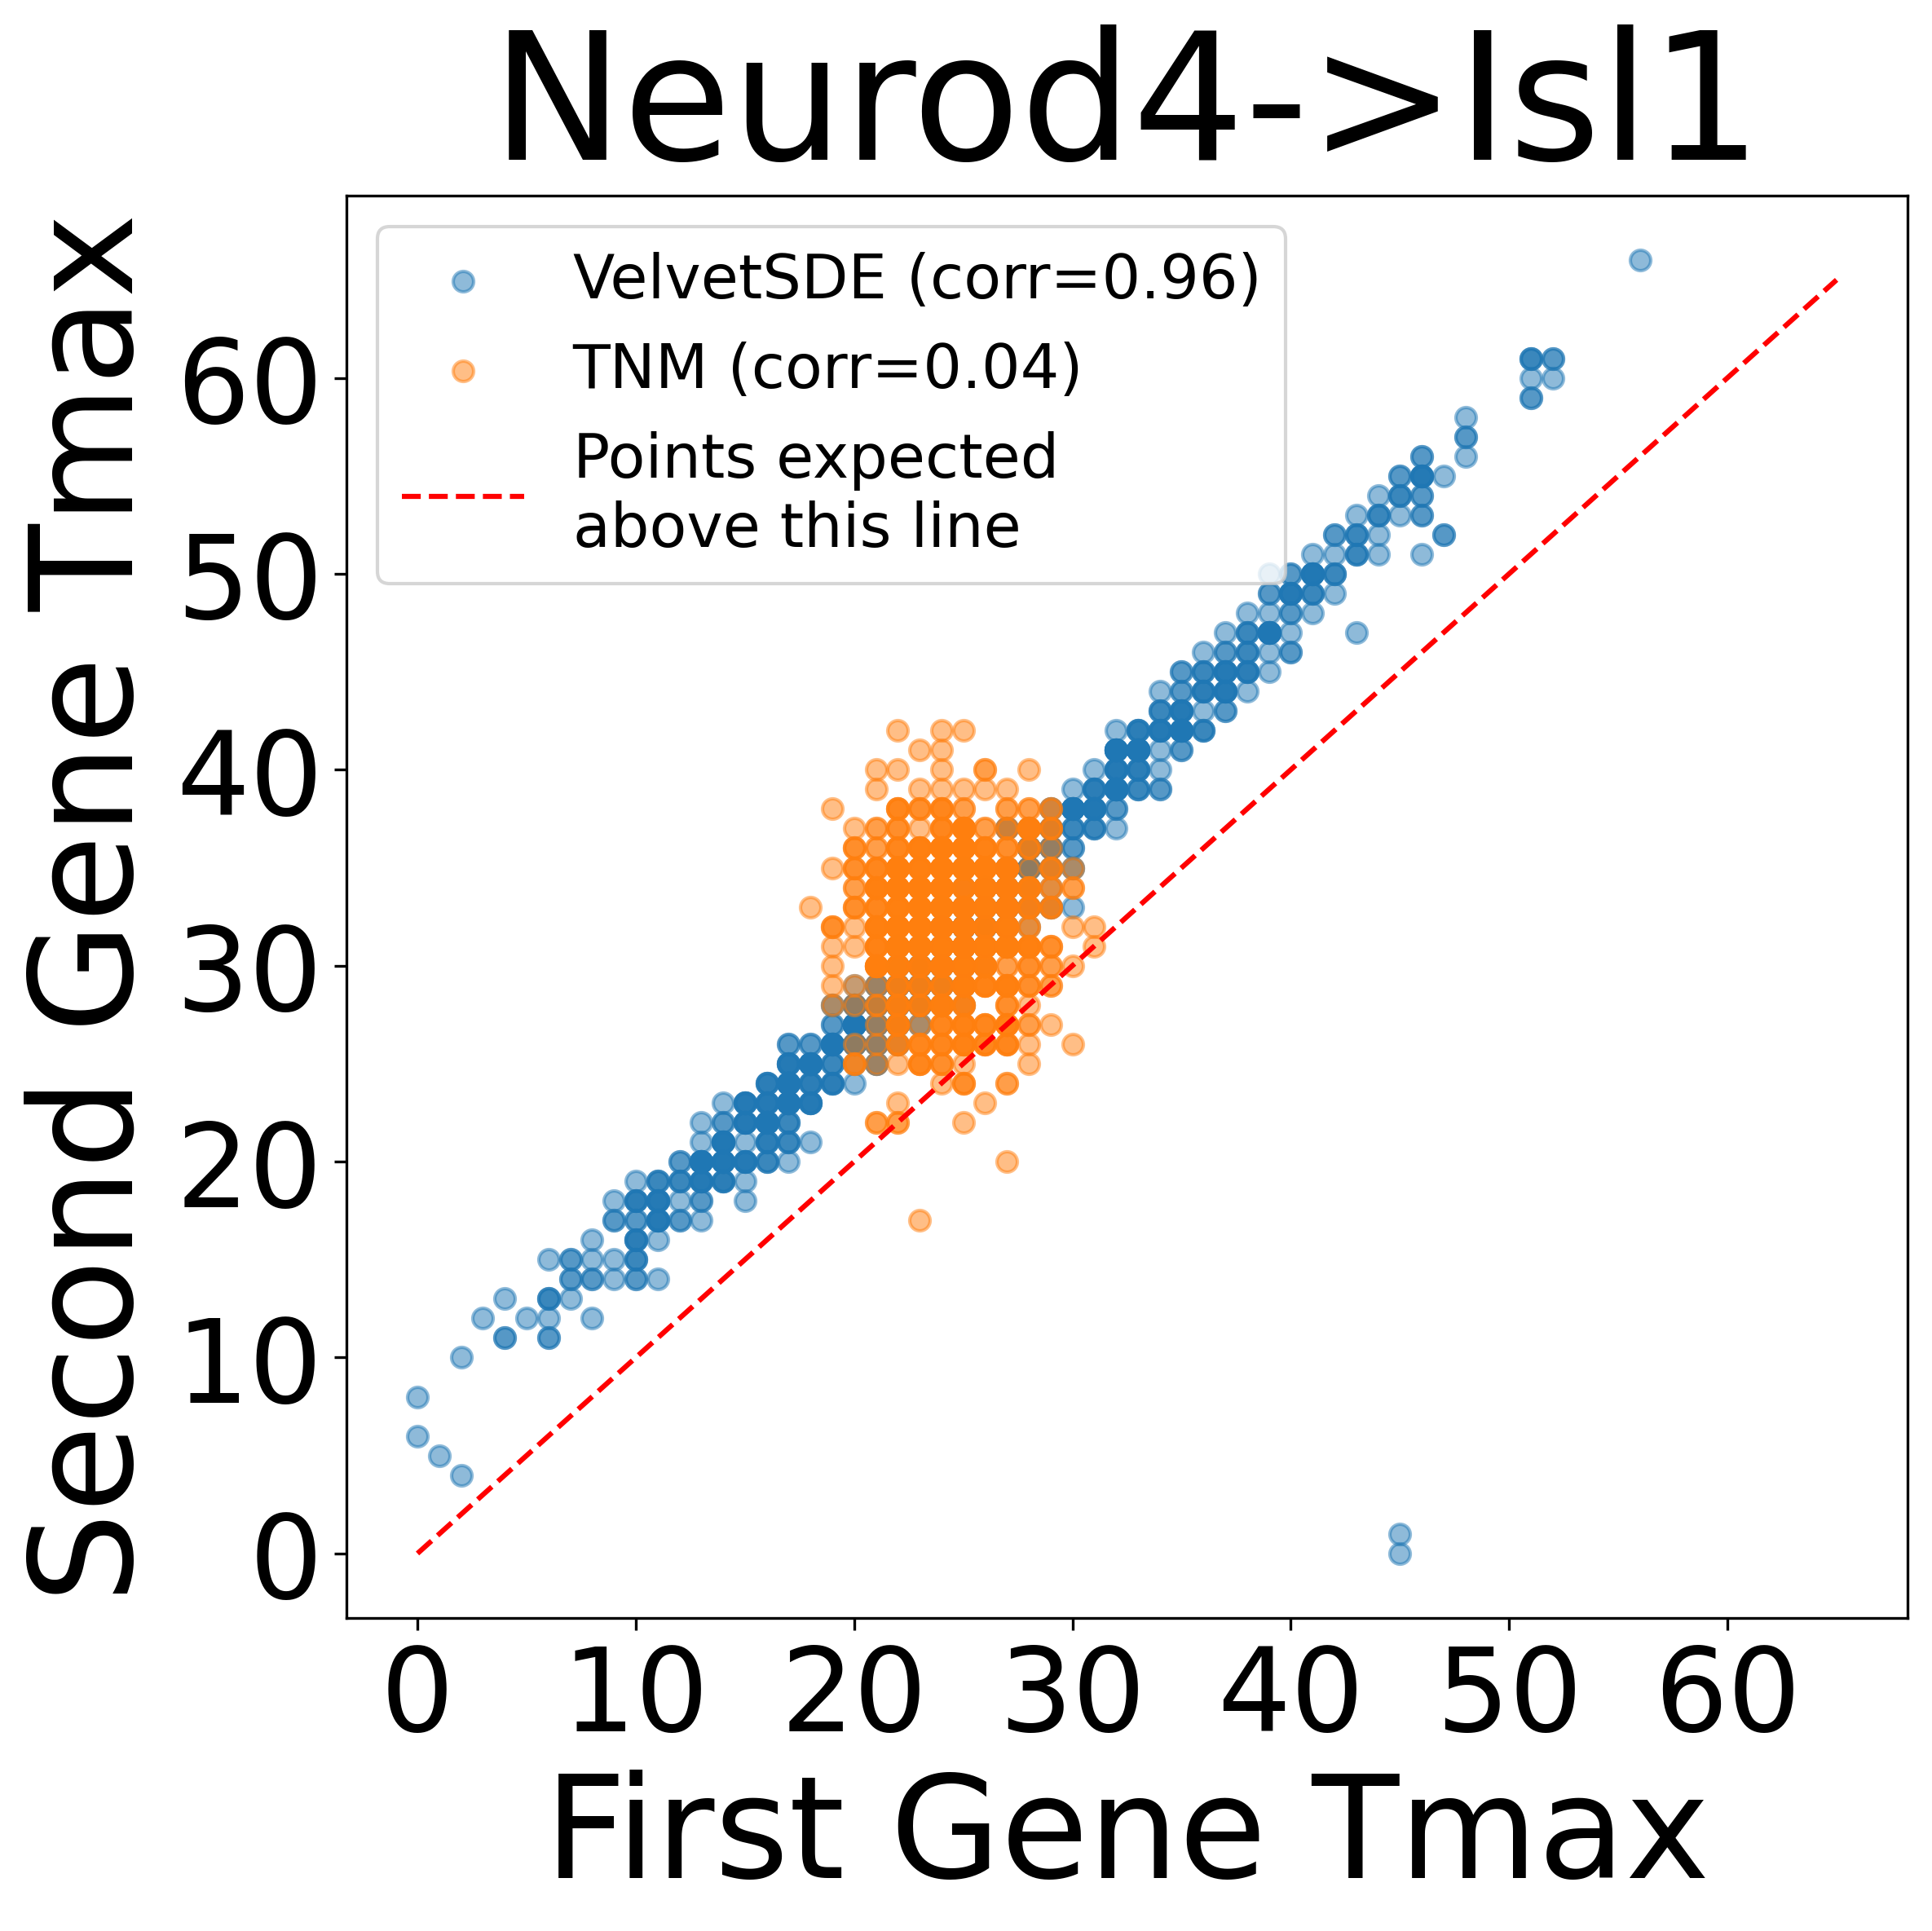 Neurod4->Isl1
VelvetSDE (corr=0.96)
TNM (corr=0.04)
Points expected
above this line
Second Gene Tmax
60
50
40
30
20
10
0
0 10 20 30 40 50 60
First Gene Tmax